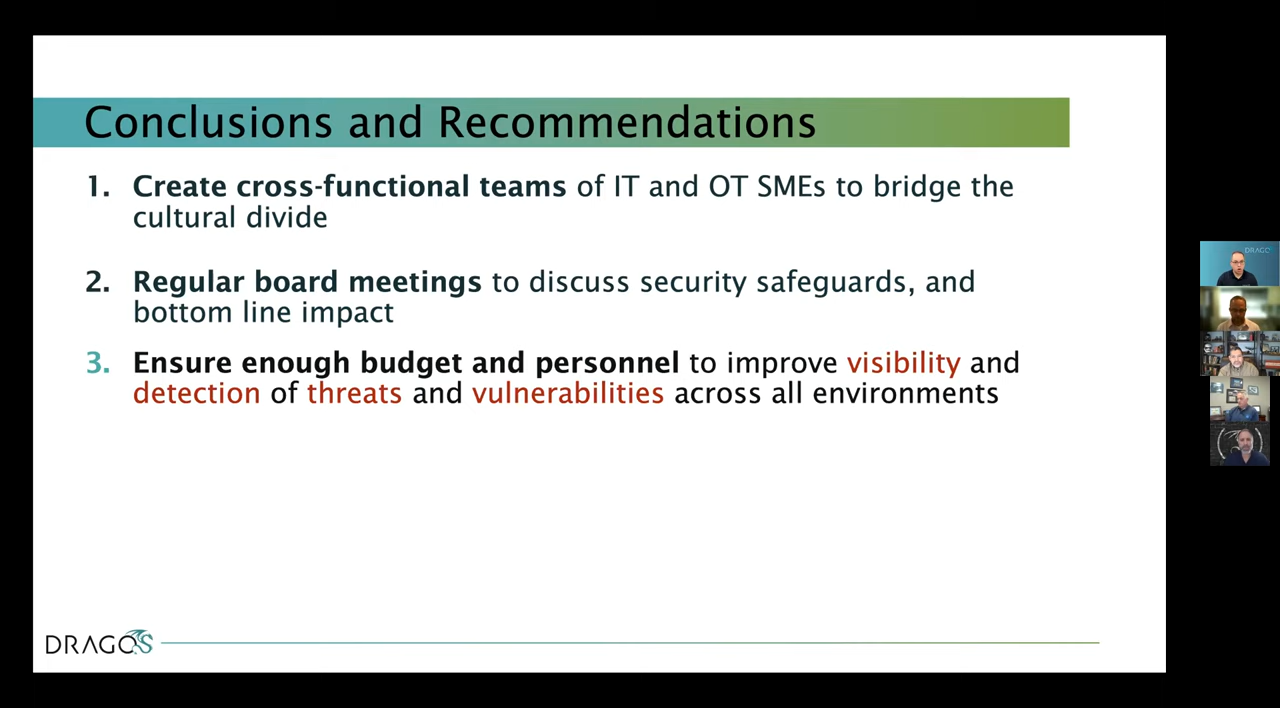 Conclusions and Recommendations
1. Create cross-functional teams of IT and OT SMEs to bridge the
cultural divide
2. Regular board meetings to discuss security safeguards, and
bottom line impact
3. Ensure enough budget and personnel to improve visibility and
detection of threats and vulnerabilities across all environments
DRAGOS
DRAGOS